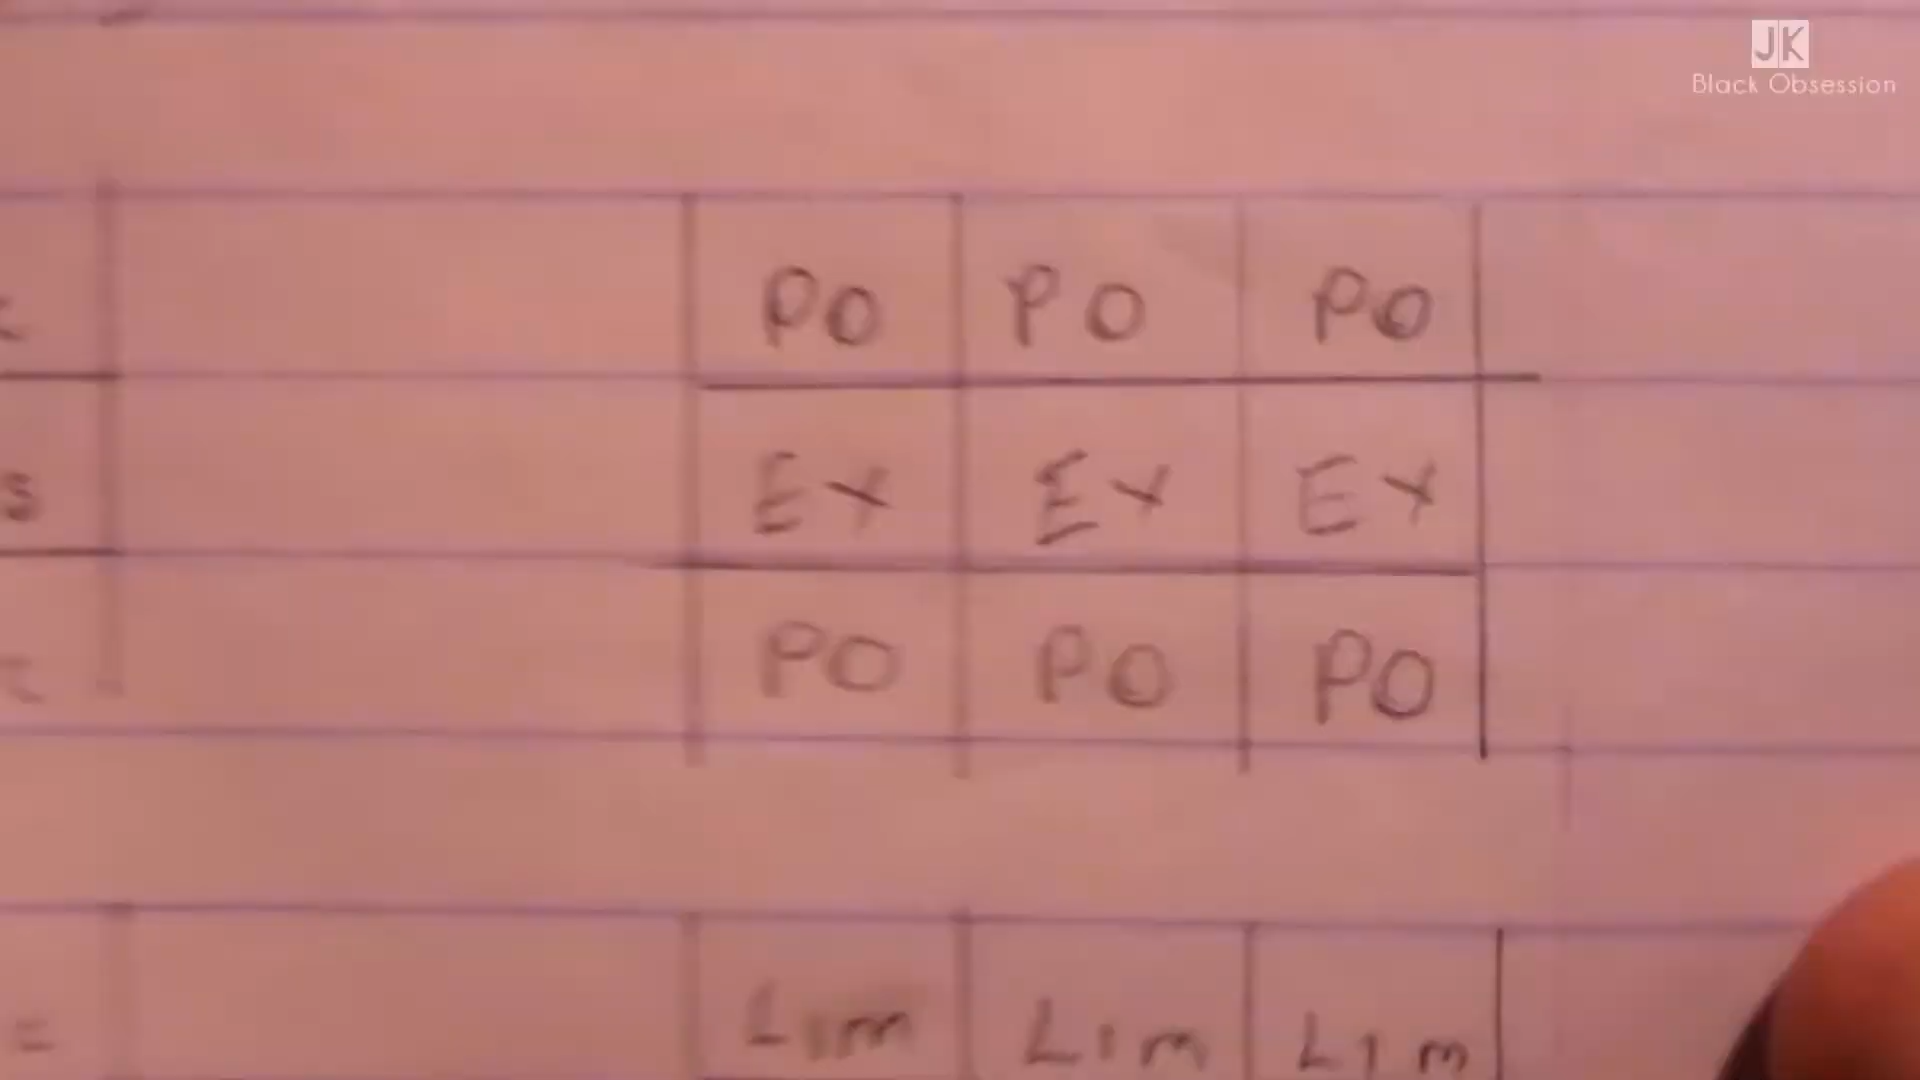 JK
Black Obsession
PO PO PO
s Ex Ex Ex
PO PO PO
Lim Lim Lim